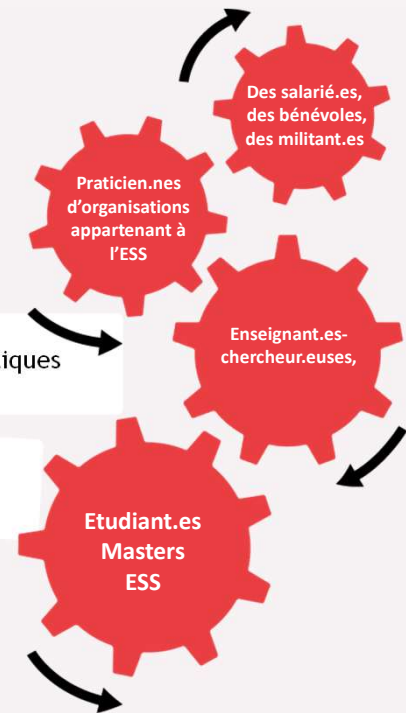 Des salarié.es,
des bénévoles,
des militant.es
Praticien.nes
d’organisations
appartenant à
l’ESS
Enseignant.es-
chercheur.euses,
Etudiant.es
Masters
ESS